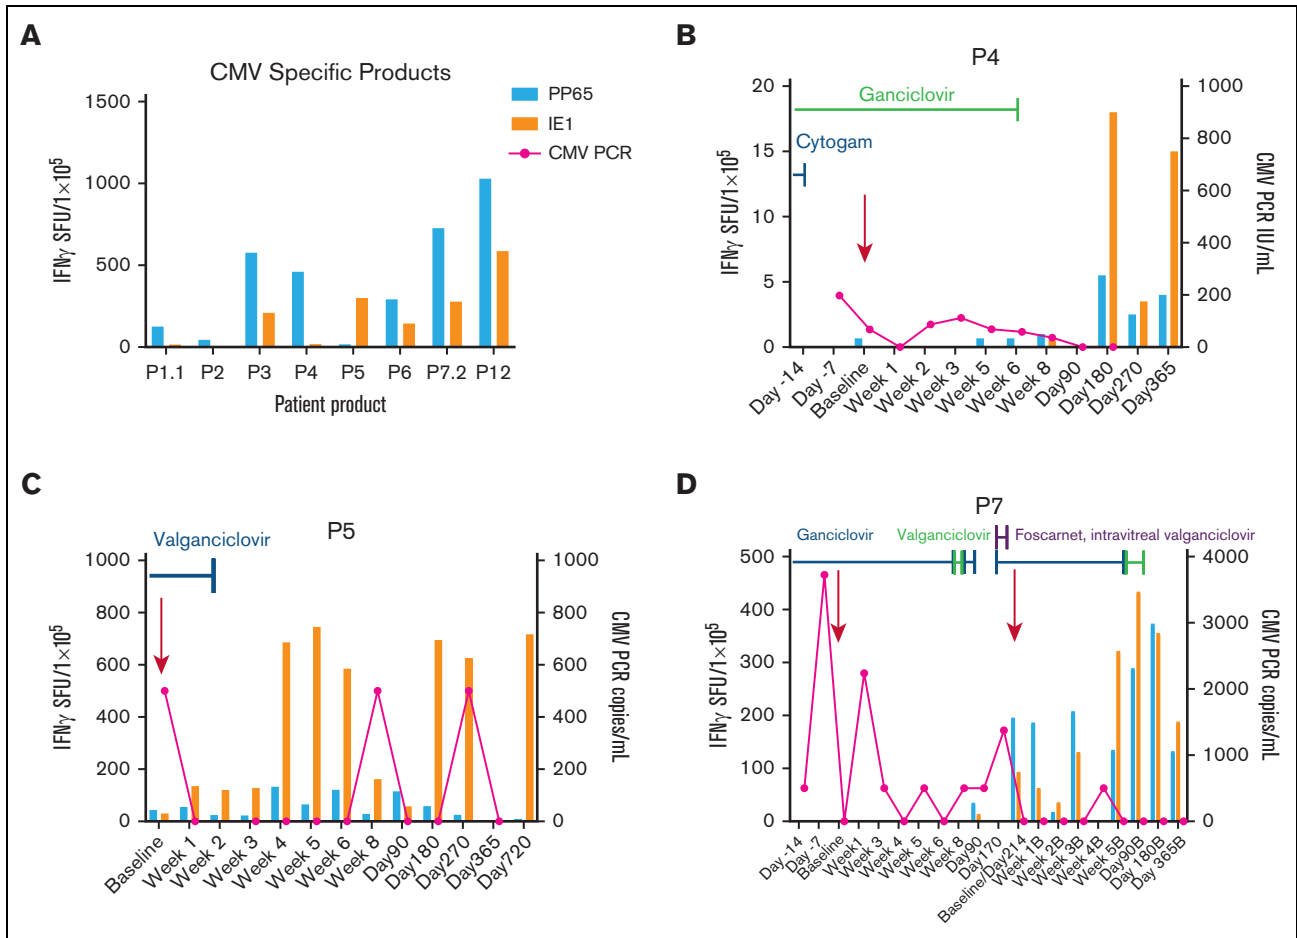 A
CMV Specific Products
PP65
IE1
CMV PCR
1500
1000
500
0
IFNγ SFU/1×10⁵
P1.1 P2 P3 P4 P5 P6 P7.2 P12
Patient product
B
P4
Ganciclovir
Cytogam
20
15
10
5
0
IFNγ SFU/1×10⁵
1000
800
600
400
200
0
CMV PCR IU/mL
Day -14
Day -7
Baseline
Week 1
Week 2
Week 3
Week 5
Week 6
Week 8
Day90
Day180
Day270
Day365
C
P5
Valganciclovir
1000
800
600
400
200
0
IFNγ SFU/1×10⁵
1000
800
600
400
200
0
CMV PCR copies/mL
Baseline
Week 1
Week 2
Week 3
Week 4
Week 5
Week 6
Week 8
Day90
Day180
Day270
Day365
Day720
D
P7
Ganciclovir Valganciclovir Foscarnet, intravitreal valganciclovir
500
400
300
200
100
0
IFNγ SFU/1×10⁵
4000
3000
2000
1000
0
CMV PCR copies/mL
Day -14
Day -7
Baseline
Week1
Week 3
Week 4
Week 5
Week 6
Week 8
Day90
Day170
Baseline/Day214
Week 1B
Week 2B
Week 3B
Week 4B
Week 5B
Day90B
Day 180B
Day 365B